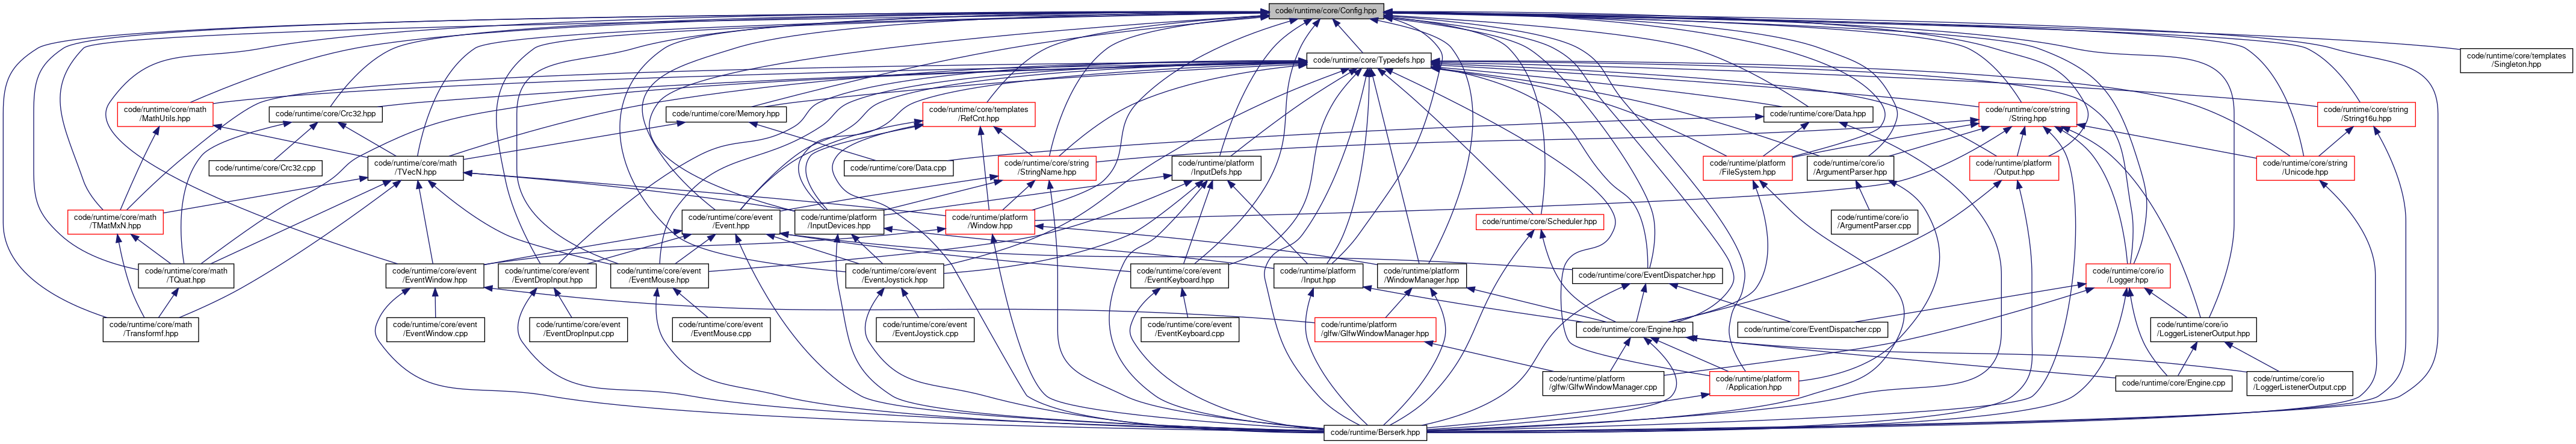 code/runtime/core/Config.hpp
code/runtime/core/Typedefs.hpp
code/runtime/core/templates
/Singleton.hpp
code/runtime/core/math
/MathUtils.hpp
code/runtime/core/Crc32.hpp
code/runtime/core/Memory.hpp
code/runtime/core/templates
/RefCnt.hpp
code/runtime/core/Data.hpp
code/runtime/core/string
/String.hpp
code/runtime/core/string
/String16u.hpp
code/runtime/core/Crc32.cpp
code/runtime/core/math
/TVecN.hpp
code/runtime/core/Data.cpp
code/runtime/core/string
/StringName.hpp
code/runtime/platform
/InputDefs.hpp
code/runtime/platform
/FileSystem.hpp
code/runtime/core/io
/ArgumentParser.hpp
code/runtime/platform
/Output.hpp
code/runtime/core/string
/Unicode.hpp
code/runtime/core/math
/TMatMxN.hpp
code/runtime/core/event
/Event.hpp
code/runtime/platform
/InputDevices.hpp
code/runtime/platform
/Window.hpp
code/runtime/core/Scheduler.hpp
code/runtime/core/io
/ArgumentParser.cpp
code/runtime/core/math
/TQuat.hpp
code/runtime/core/event
/EventWindow.hpp
code/runtime/core/event
/EventDropInput.hpp
code/runtime/core/event
/EventMouse.hpp
code/runtime/core/event
/EventJoystick.hpp
code/runtime/core/event
/EventKeyboard.hpp
code/runtime/platform
/Input.hpp
code/runtime/platform
/WindowManager.hpp
code/runtime/core/EventDispatcher.hpp
code/runtime/core/io
/Logger.hpp
code/runtime/core/math
/Transformf.hpp
code/runtime/core/event
/EventWindow.cpp
code/runtime/core/event
/EventDropInput.cpp
code/runtime/core/event
/EventMouse.cpp
code/runtime/core/event
/EventJoystick.cpp
code/runtime/core/event
/EventKeyboard.cpp
code/runtime/platform
/glfw/GlfwWindowManager.hpp
code/runtime/core/Engine.hpp
code/runtime/core/EventDispatcher.cpp
code/runtime/core/io
/LoggerListenerOutput.hpp
code/runtime/platform
/glfw/GlfwWindowManager.cpp
code/runtime/platform
/Application.hpp
code/runtime/core/Engine.cpp
code/runtime/core/io
/LoggerListenerOutput.cpp
code/runtime/Berserk.hpp